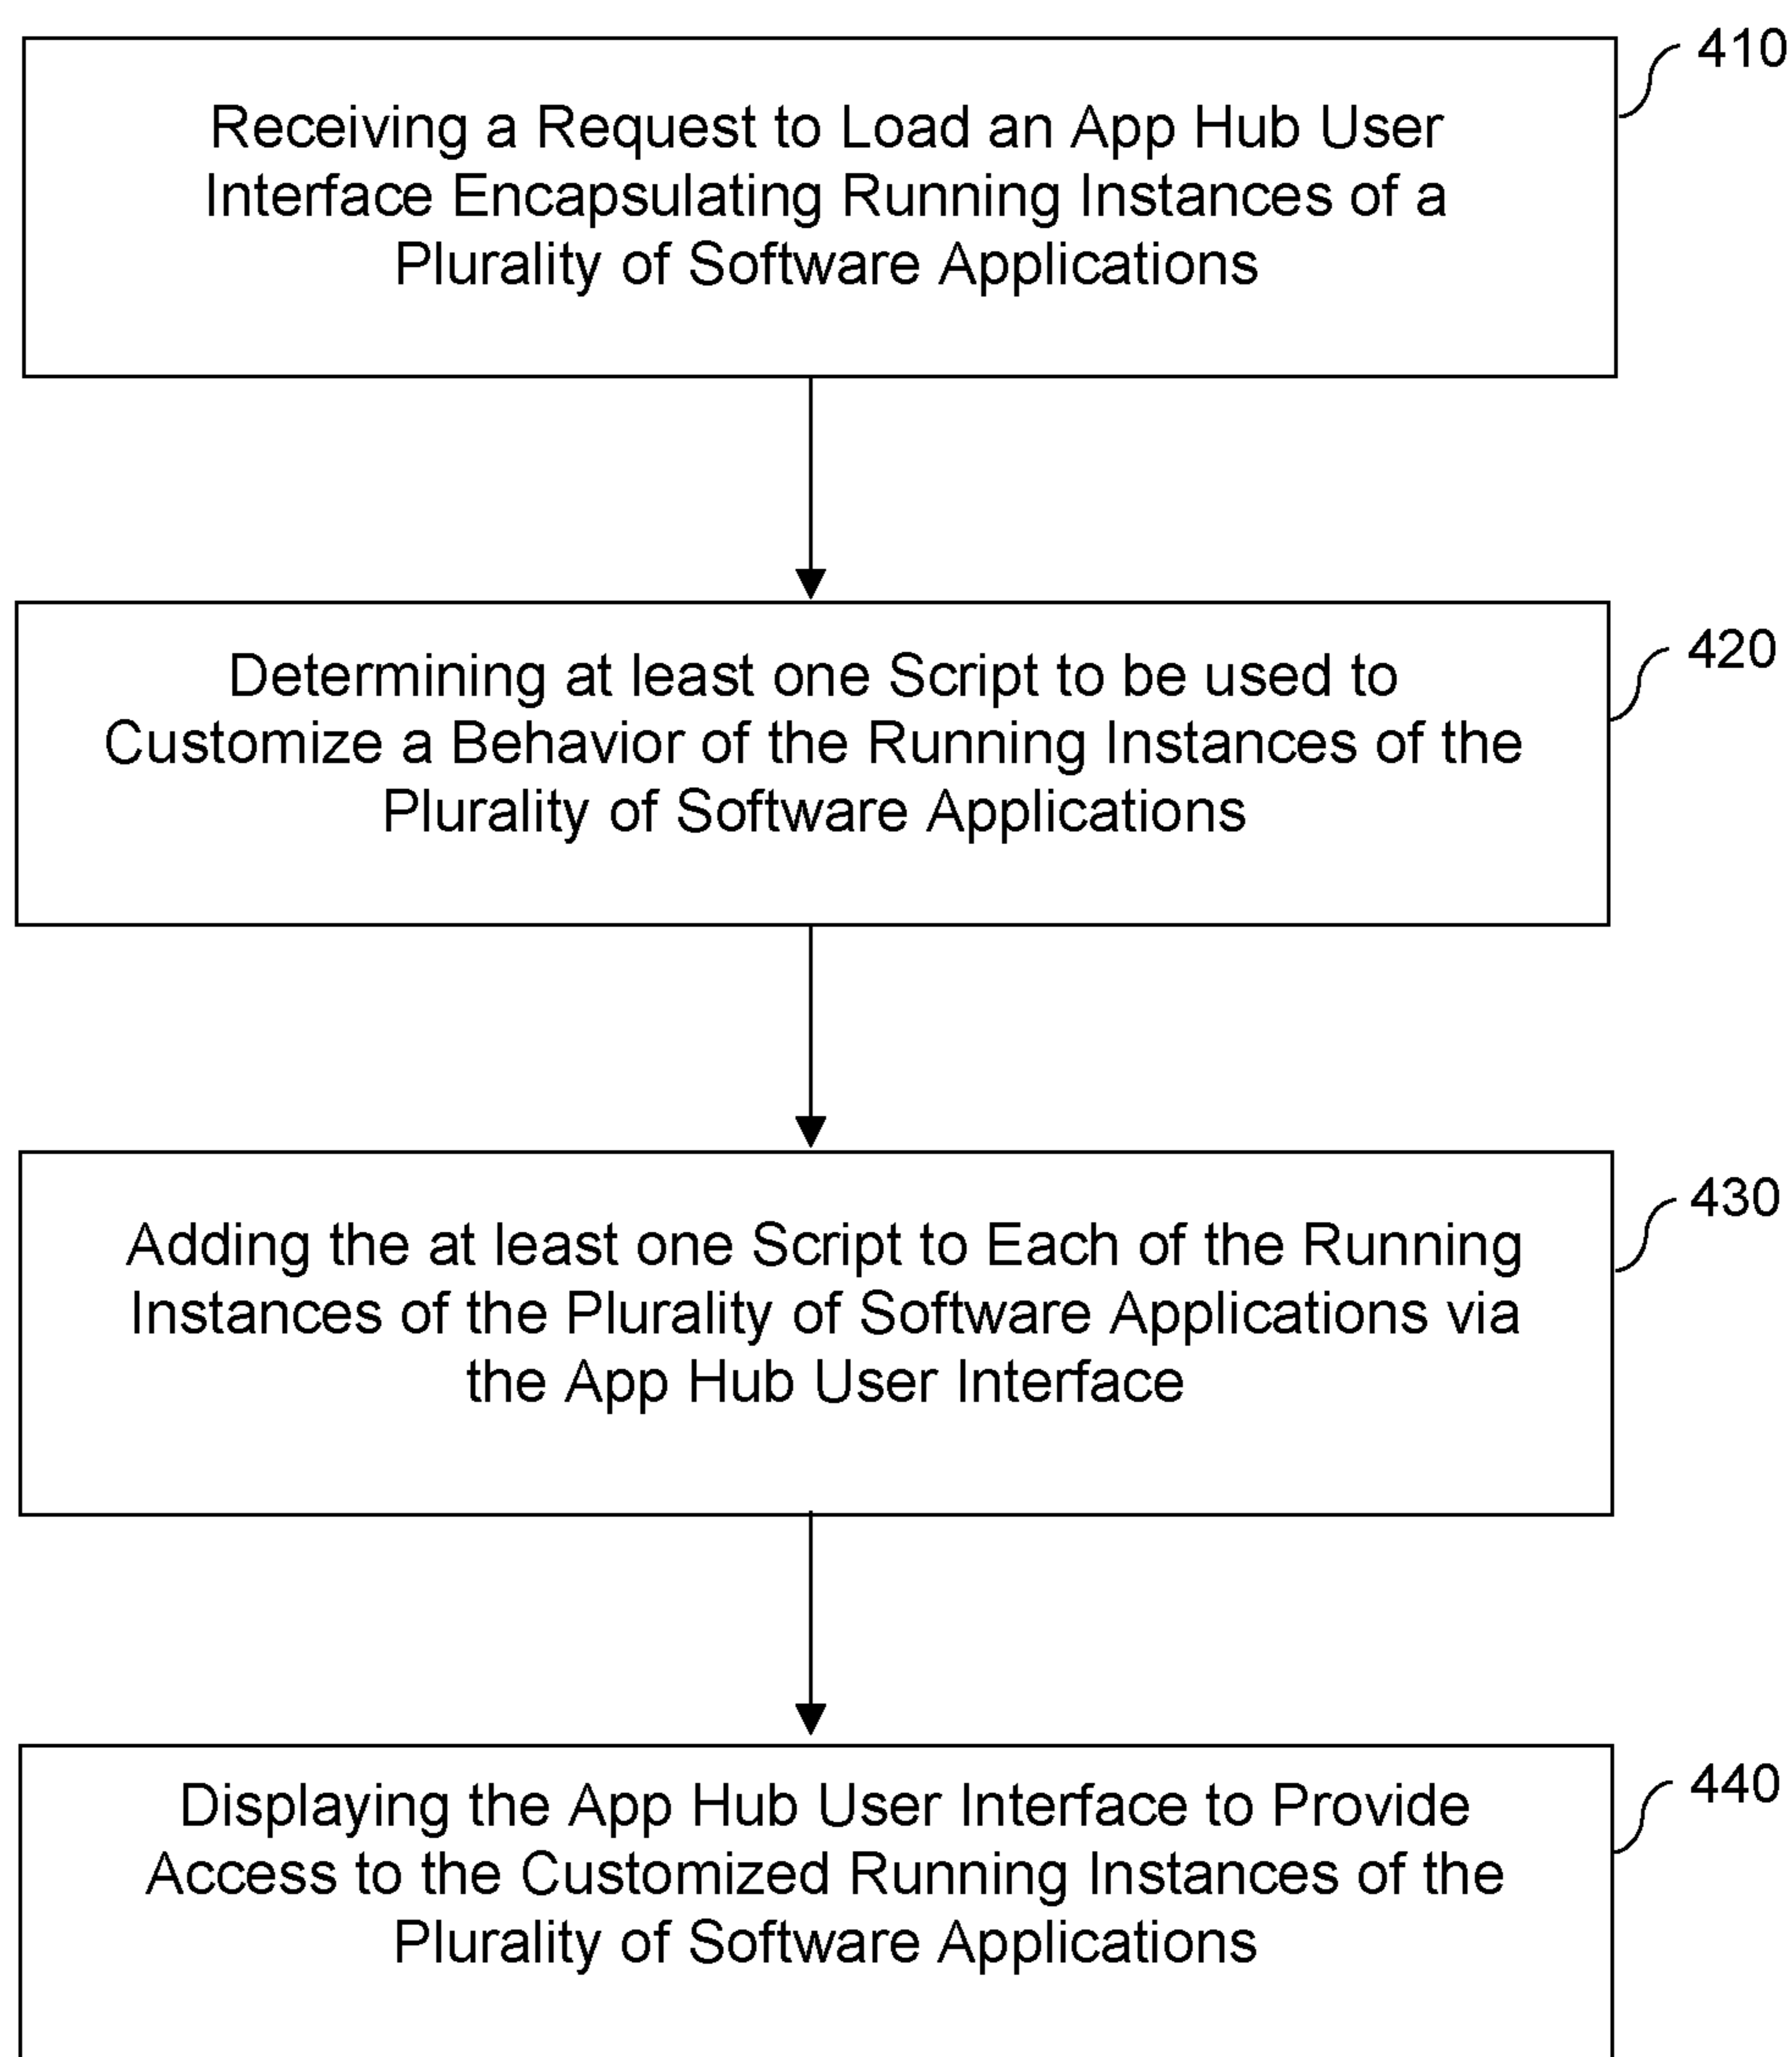 410
Receiving a Request to Load an App Hub User
Interface Encapsulating Running Instances of a
Plurality of Software Applications
420
Determining at least one Script to be used to
Customize a Behavior of the Running Instances of the
Plurality of Software Applications
430
Adding the at least one Script to Each of the Running
Instances of the Plurality of Software Applications via
the App Hub User Interface
440
Displaying the App Hub User Interface to Provide
Access to the Customized Running Instances of the
Plurality of Software Applications